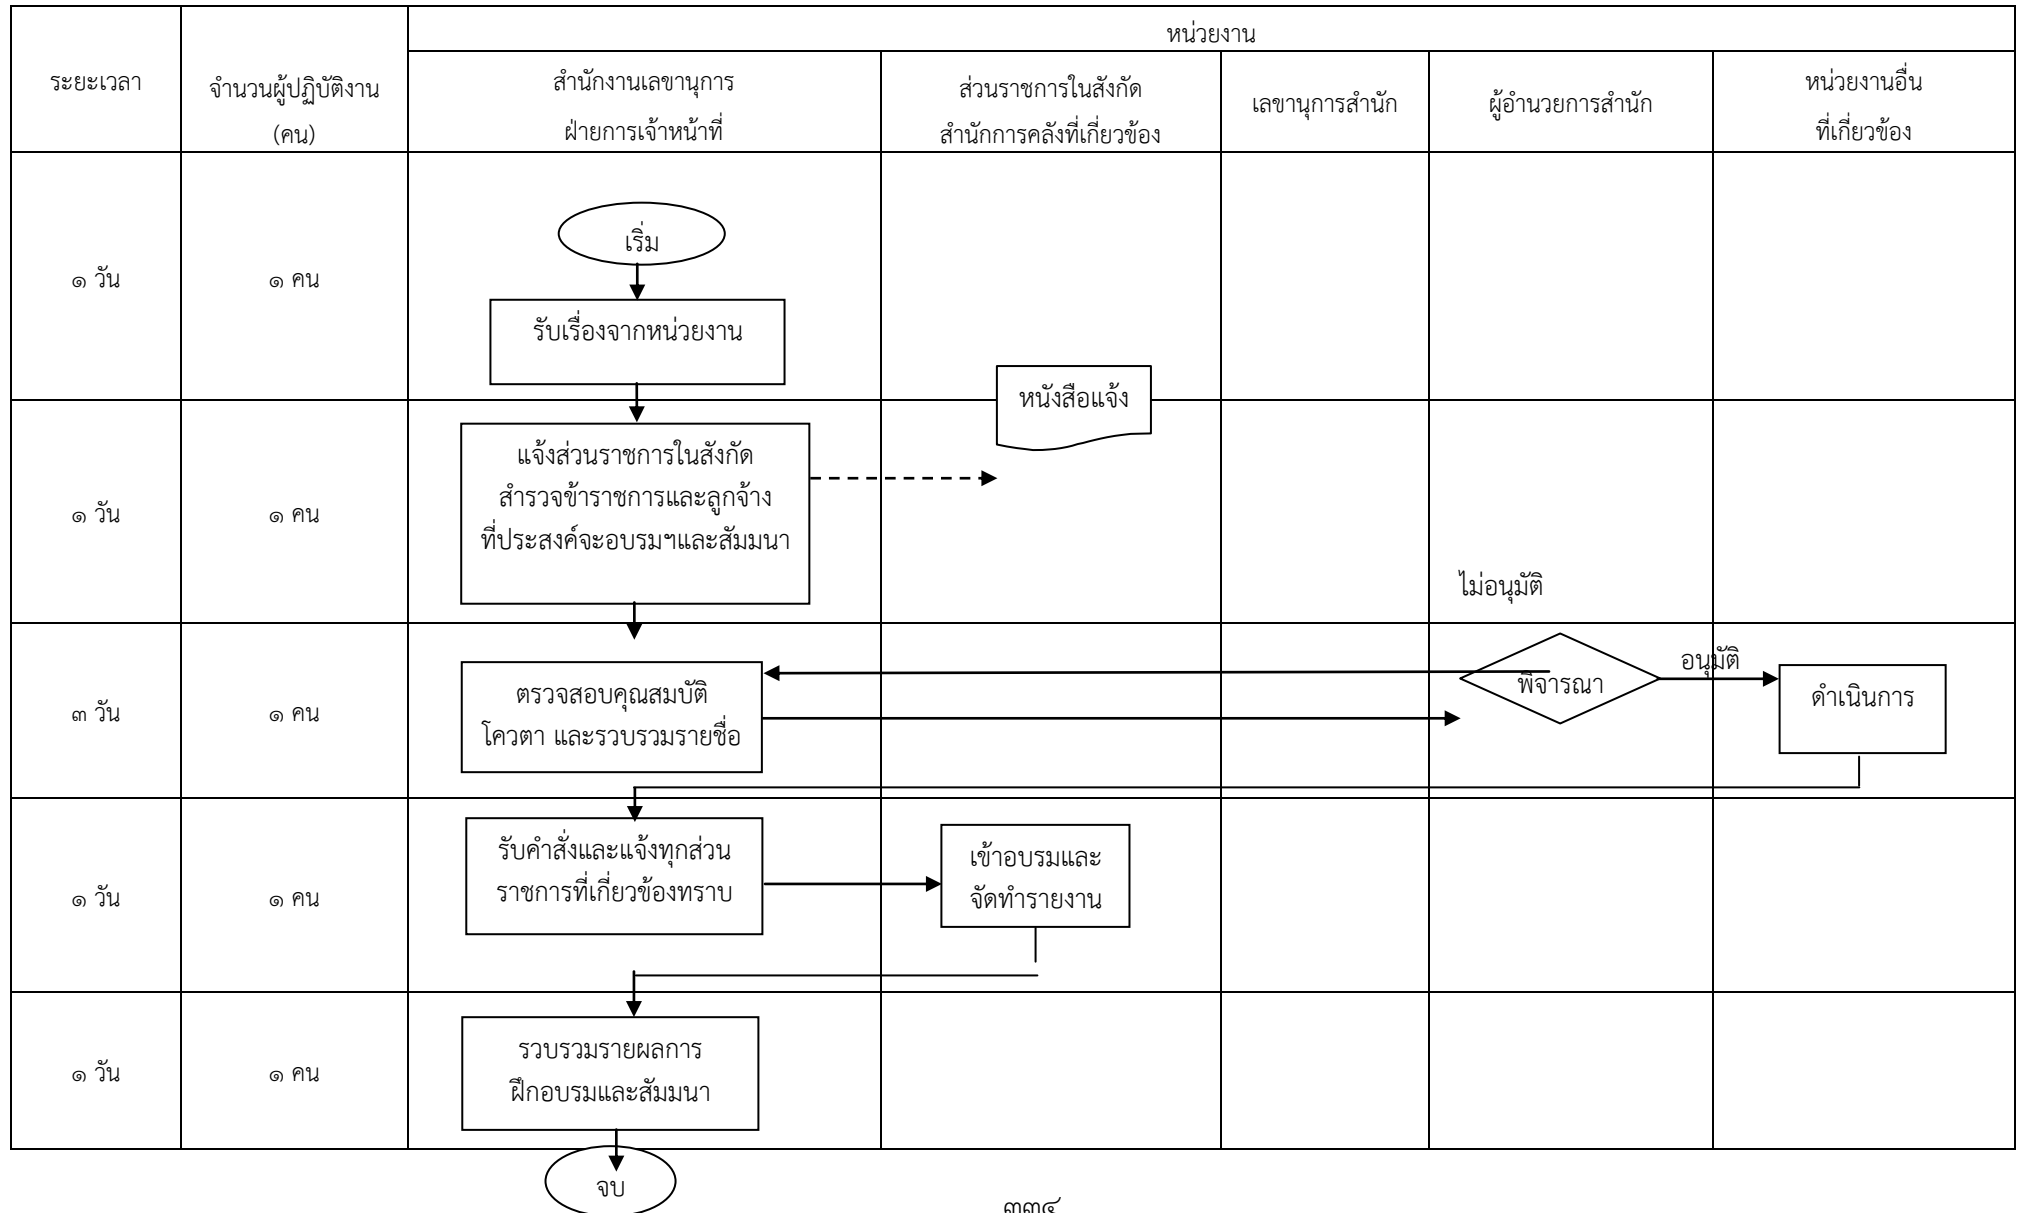 หน่วยงาน
ระยะเวลา
จำนวนผู้ปฏิบัติงาน
(คน)
สำนักงานเลขานุการ
ฝ่ายการเจ้าหน้าที่
ส่วนราชการในสังกัด
สำนักการคลังที่เกี่ยวข้อง
เลขานุการสำนัก
ผู้อำนวยการสำนัก
หน่วยงานอื่น
ที่เกี่ยวข้อง
๑ วัน
๑ คน
เริ่ม
รับเรื่องจากหน่วยงาน
หนังสือแจ้ง
๑ วัน
๑ คน
แจ้งส่วนราชการในสังกัด
สำรวจข้าราชการและลูกจ้าง
ที่ประสงค์จะอบรมฯและสัมมนา
ไม่อนุมัติ
๓ วัน
๑ คน
ตรวจสอบคุณสมบัติ
โควตา และรวบรวมรายชื่อ
พิจารณา
อนุมัติ
ดำเนินการ
๑ วัน
๑ คน
รับคำสั่งและแจ้งทุกส่วน
ราชการที่เกี่ยวข้องทราบ
เข้าอบรมและ
จัดทำรายงาน
๑ วัน
๑ คน
รวบรวมรายผลการ
ฝึกอบรมและสัมมนา
จบ
๓๓๔